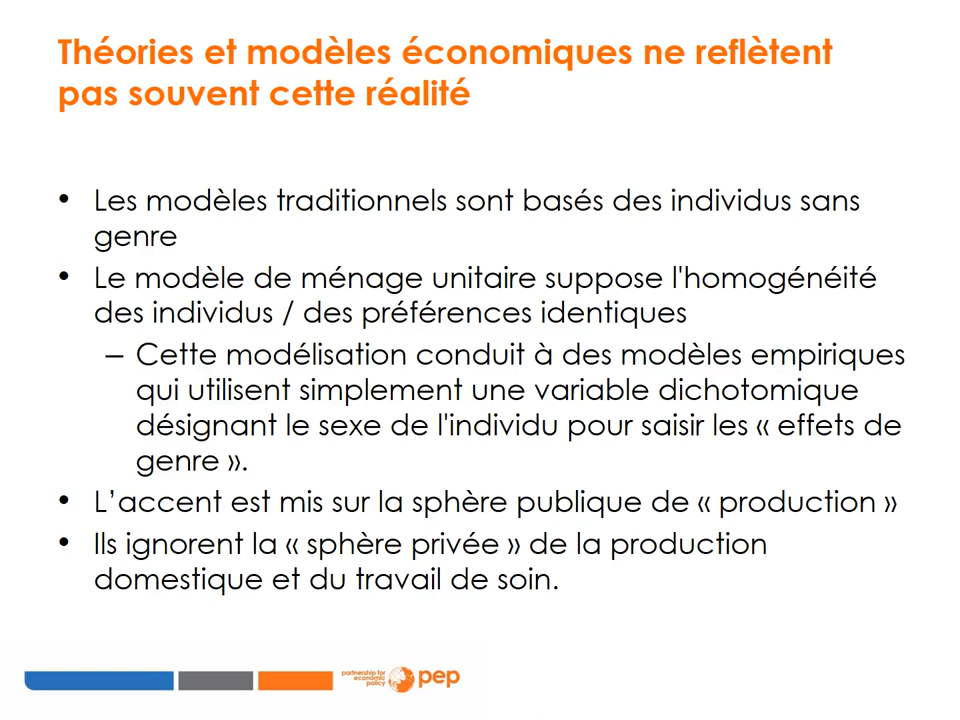 Théories et modèles économiques ne reflètent
pas souvent cette réalité
• Les modèles traditionnels sont basés des individus sans
genre
• Le modèle de ménage unitaire suppose l'homogénéité
des individus / des préférences identiques
– Cette modélisation conduit à des modèles empiriques
qui utilisent simplement une variable dichotomique
désignant le sexe de l'individu pour saisir les « effets de
genre ».
• L’accent est mis sur la sphère publique de « production »
• Ils ignorent la « sphère privée » de la production
domestique et du travail de soin.
partnership for
economic
policy
pep